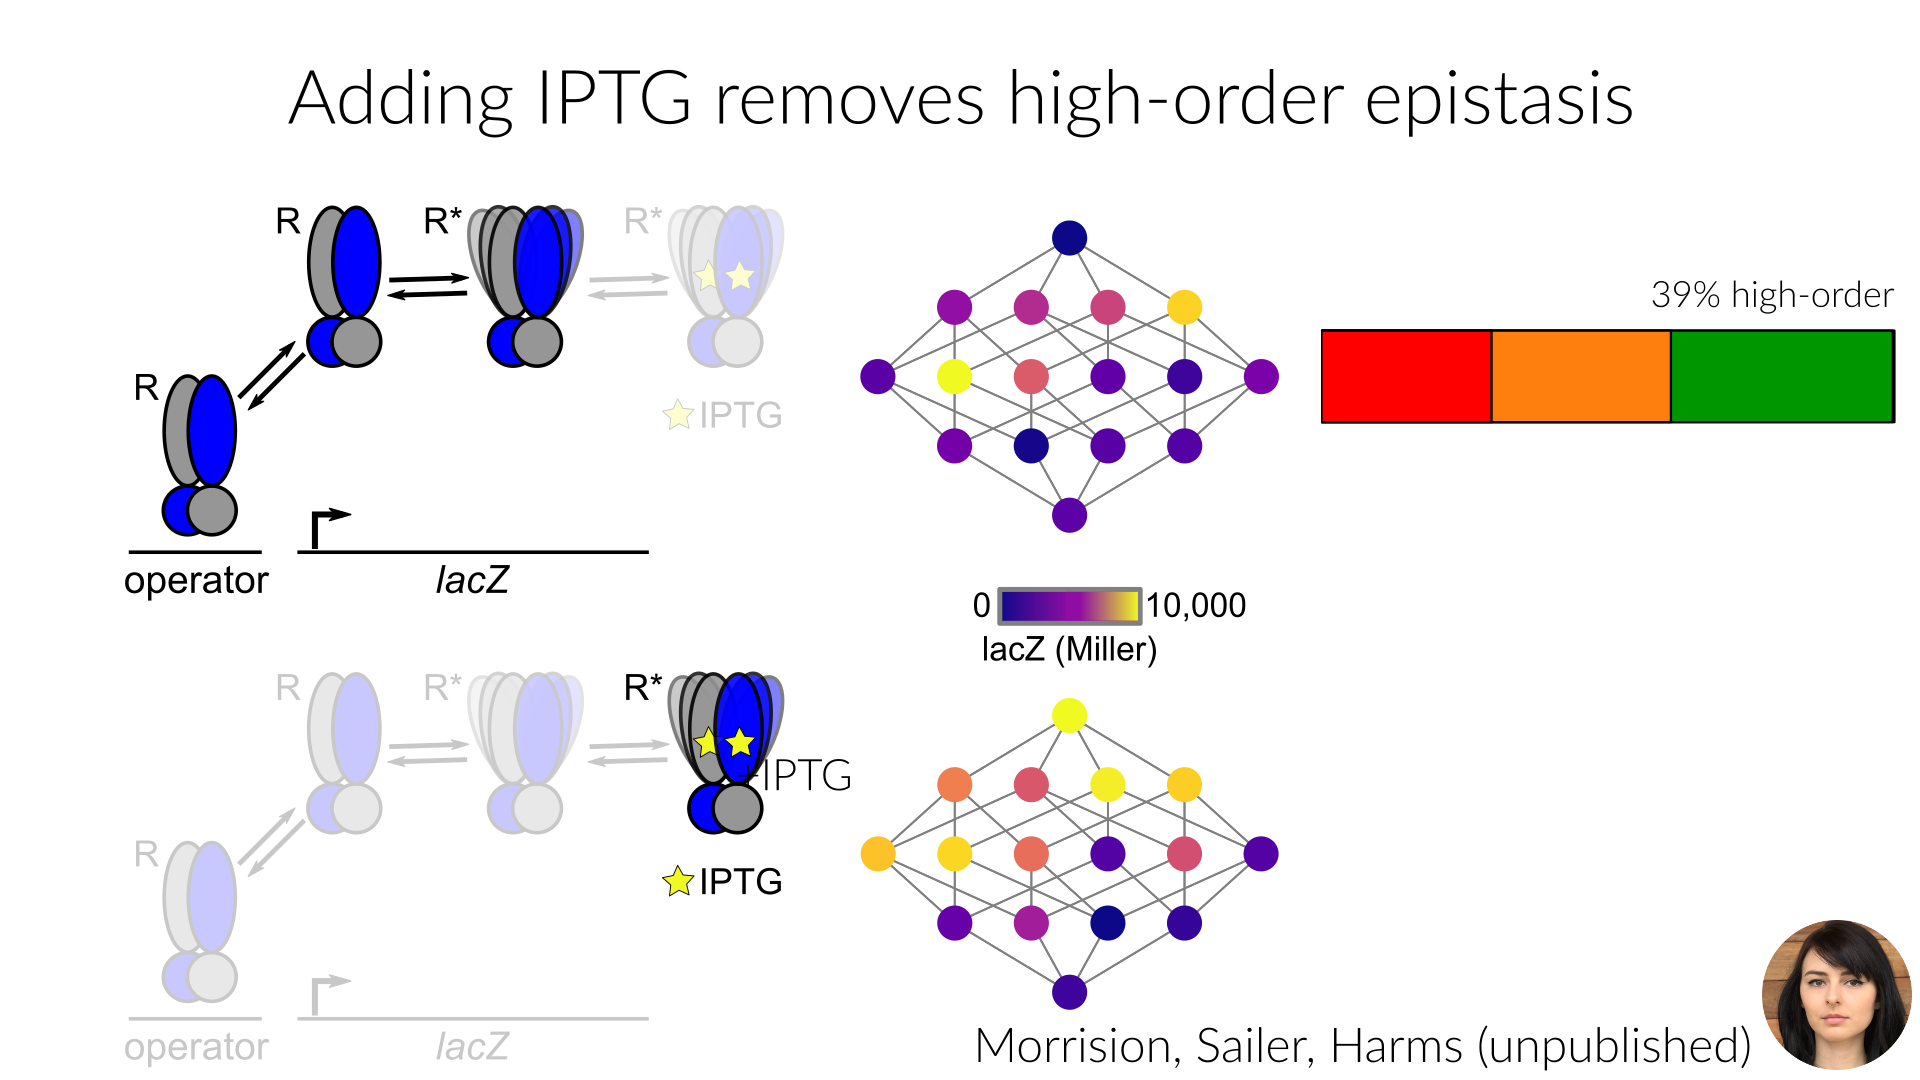 Adding IPTG removes high-order epistasis
R
R*
R*
39% high-order
R
IPTG
operator
lacZ
0
10,000
lacZ (Miller)
R
R*
R*
+IPTG
R
IPTG
operator
lacZ
Morrision, Sailer, Harms (unpublished)